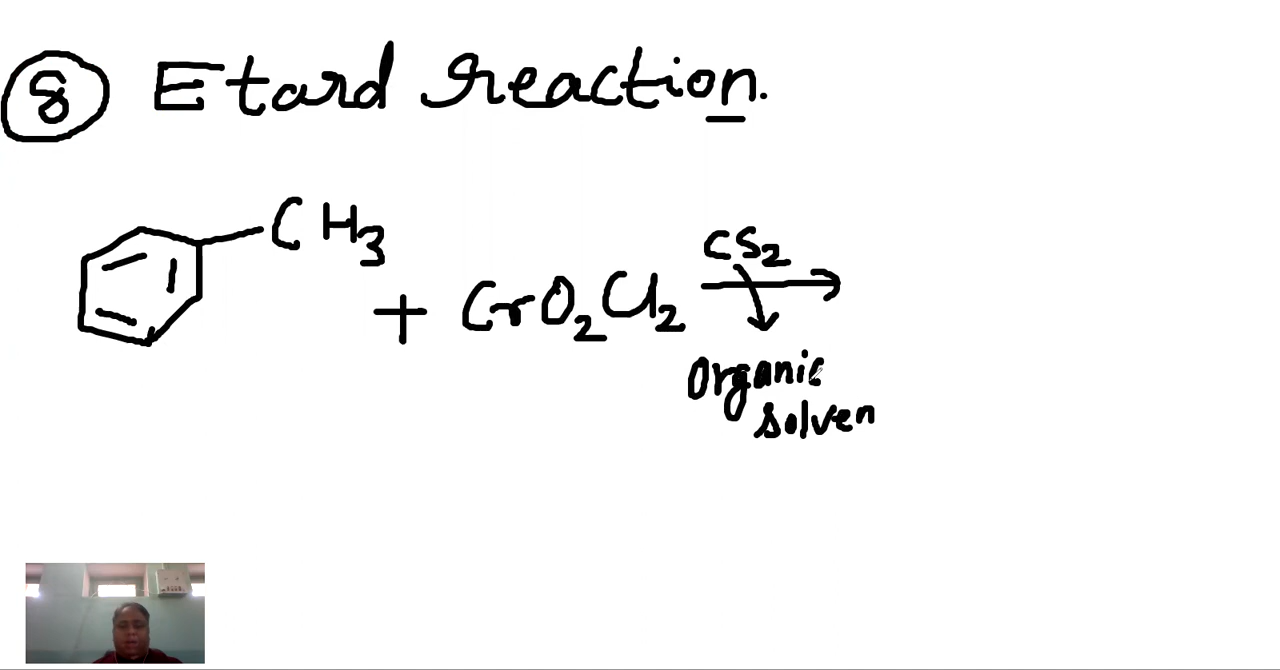 8 Etard reaction.
CH3
+ CrO2Cl2 CS2
Organic
solven